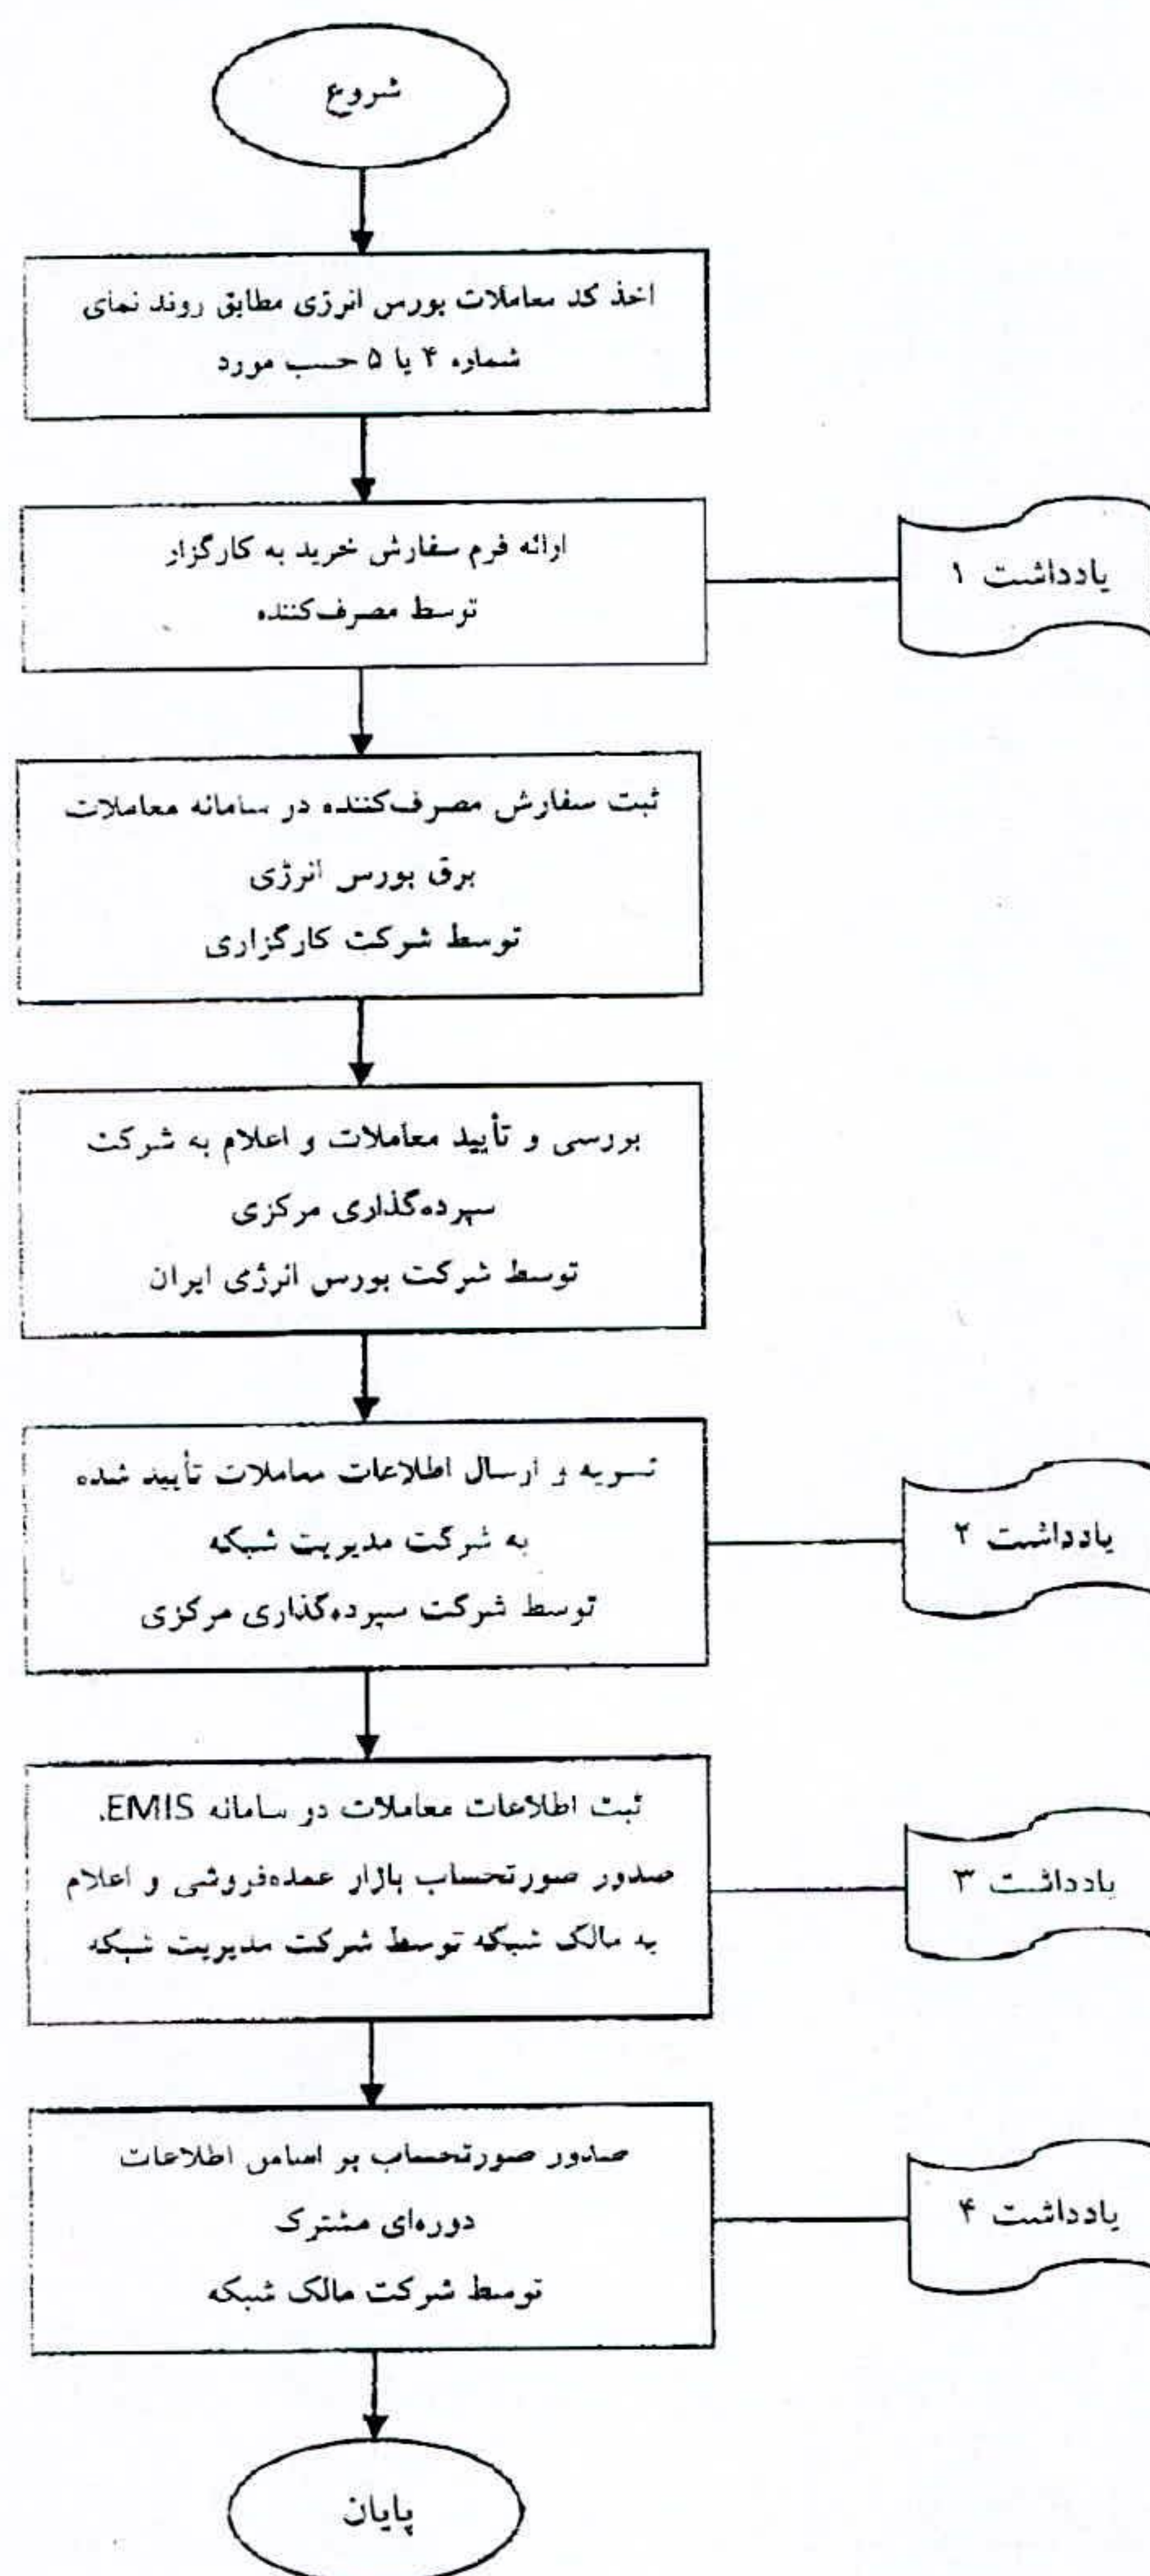 شروع
اخذ کد معاملات بورس انرژی مطابق روند نمای
شماره ۴ یا ۵ حسب مورد
ارائه فرم سفارش خرید به کارگزار
توسط مصرف‌کننده
یادداشت ۱
ثبت سفارش مصرف‌کننده در سامانه معاملات
برق بورس انرژی
توسط شرکت کارگزاری
بررسی و تأیید معاملات و اعلام به شرکت
سپرده‌گذاری مرکزی
توسط شرکت بورس انرژی ایران
تسویه و ارسال اطلاعات معاملات تأیید شده
به شرکت مدیریت شبکه
توسط شرکت سپرده‌گذاری مرکزی
یادداشت ۲
ثبت اطلاعات معاملات در سامانه EMIS،
صدور صورتحساب بازار عمده‌فروشی و اعلام
به مالک شبکه توسط شرکت مدیریت شبکه
یادداشت ۳
صدور صورتحساب بر اساس اطلاعات
دوره‌ای مشترک
توسط شرکت مالک شبکه
یادداشت ۴
پایان